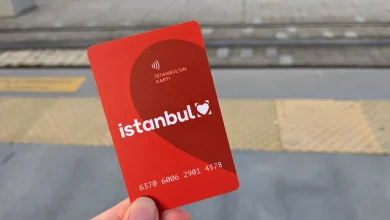 İSTANBUL'UN
KARTI
istanbul
6370 6006 2901 4578